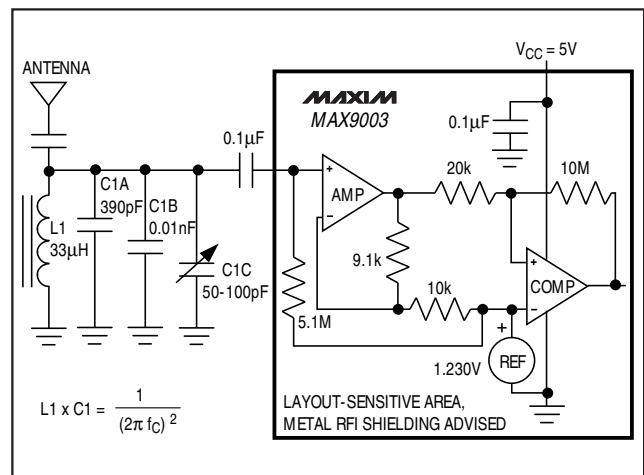 V_CC = 5V
ANTENNA
MAXIM
MAX9003
0.1µF
0.1µF
20k
10M
C1A
390pF
C1B
0.01nF
L1
33µH
C1C
50-100pF
+
−
AMP
9.1k
10k
5.1M
+
−
COMP
+
REF
1.230V
L1 x C1 = 1 / (2π f_C)²
LAYOUT-SENSITIVE AREA,
METAL RFI SHIELDING ADVISED